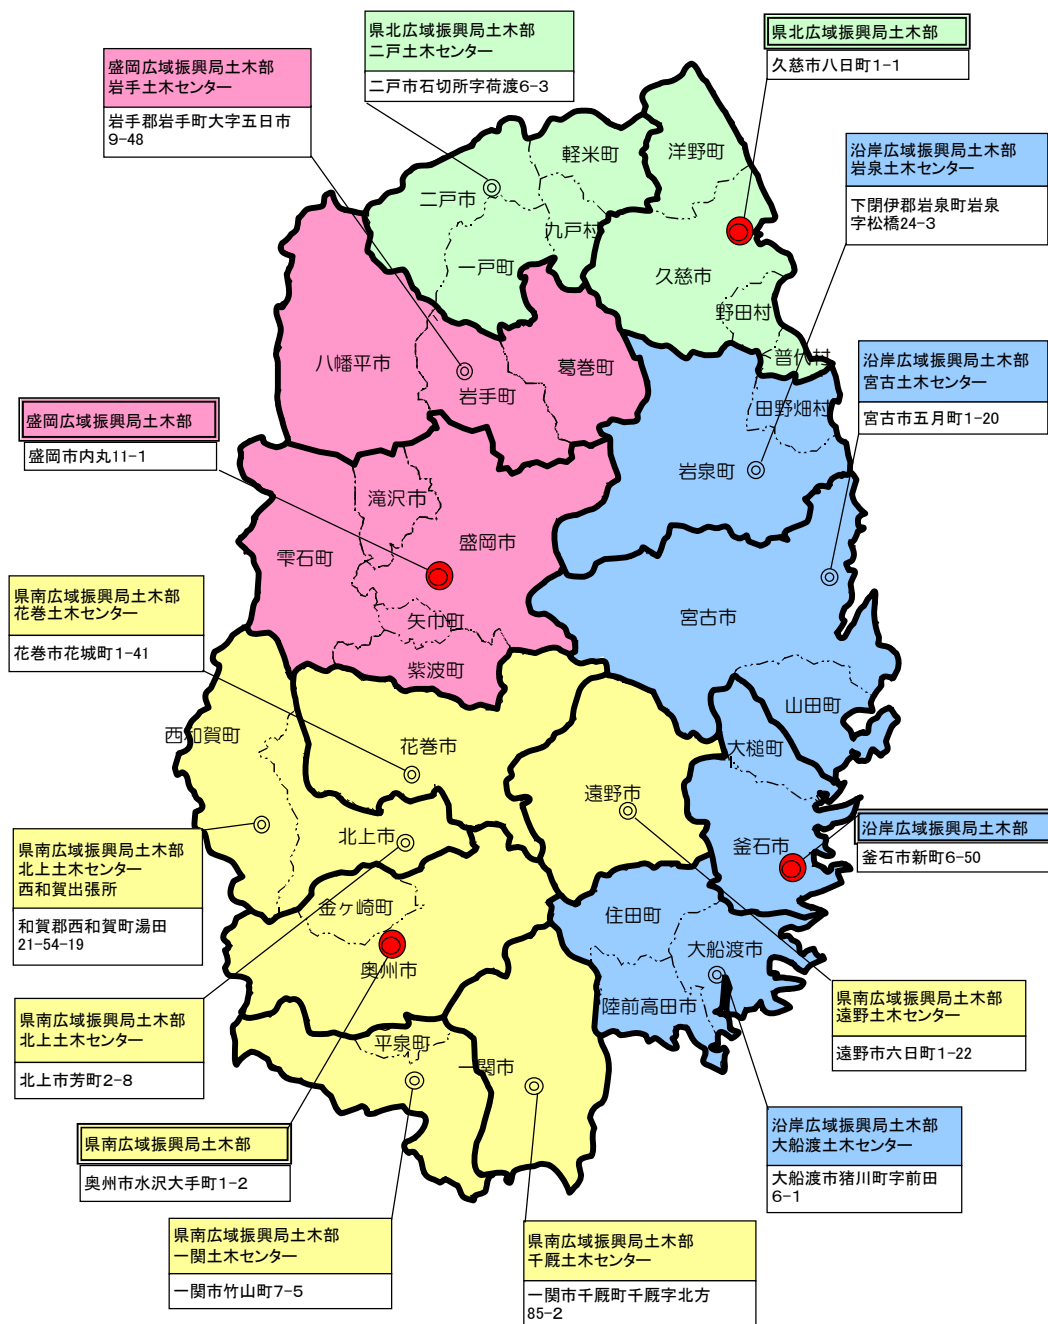 県北広域振興局土木部
二戸土木センター
二戸市石切所字荷渡6-3
県北広域振興局土木部
久慈市八日町1-1
盛岡広域振興局土木部
岩手土木センター
岩手郡岩手町大字五日市
9-48
沿岸広域振興局土木部
岩泉土木センター
下閉伊郡岩泉町岩泉
字松橋24-3
軽米町
洋野町
二戸市
九戸村
一戸町
久慈市
野田村
普代村
八幡平市
葛巻町
岩手町
田野畑村
沿岸広域振興局土木部
宮古土木センター
宮古市五月町1-20
盛岡広域振興局土木部
盛岡市内丸11-1
岩泉町
滝沢市
盛岡市
雫石町
矢巾町
紫波町
宮古市
県南広域振興局土木部
花巻土木センター
花巻市花城町1-41
山田町
西和賀町
花巻市
大槌町
遠野市
北上市
釜石市
沿岸広域振興局土木部
釜石市新町6-50
県南広域振興局土木部
北上土木センター
西和賀出張所
和賀郡西和賀町湯田
21-54-19
金ヶ崎町
住田町
奥州市
大船渡市
陸前高田市
県南広域振興局土木部
北上土木センター
北上市芳町2-8
県南広域振興局土木部
遠野土木センター
遠野市六日町1-22
平泉町
一関市
県南広域振興局土木部
奥州市水沢大手町1-2
沿岸広域振興局土木部
大船渡土木センター
大船渡市猪川町字前田
6-1
県南広域振興局土木部
一関土木センター
一関市竹山町7-5
県南広域振興局土木部
千厩土木センター
一関市千厩町千厩字北方
85-2